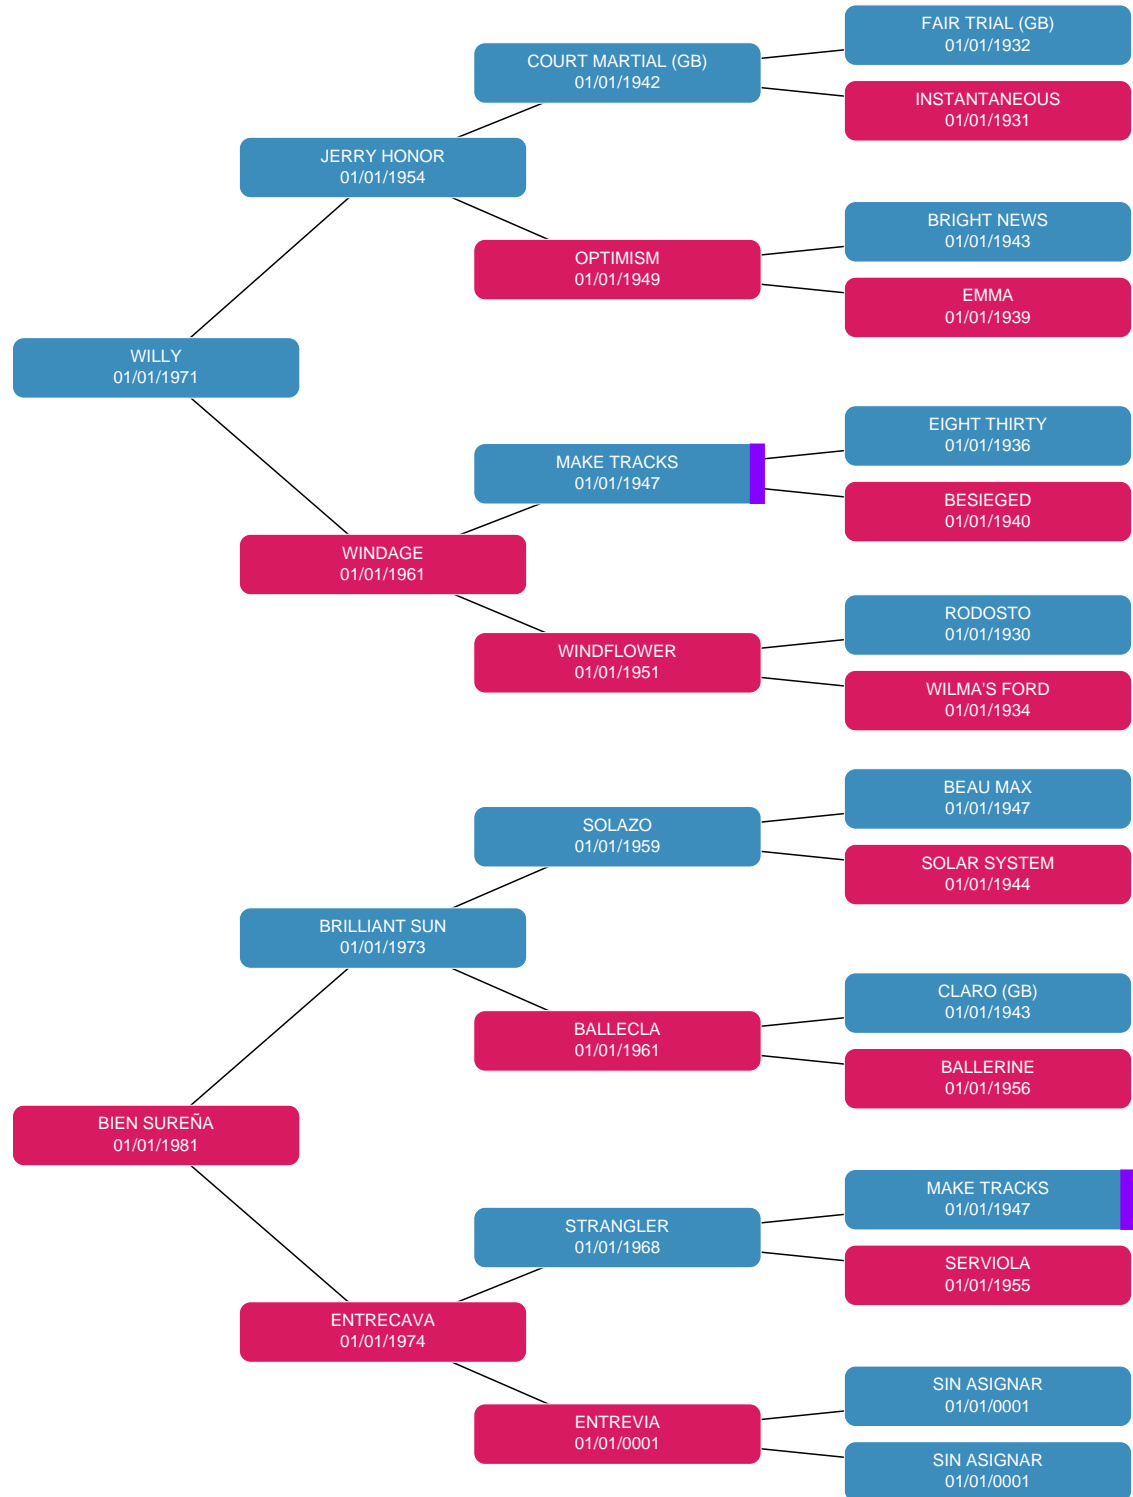 FAIR TRIAL (GB)
01/01/1932
COURT MARTIAL (GB)
01/01/1942
INSTANTANEOUS
01/01/1931
JERRY HONOR
01/01/1954
BRIGHT NEWS
01/01/1943
OPTIMISM
01/01/1949
EMMA
01/01/1939
WILLY
01/01/1971
EIGHT THIRTY
01/01/1936
MAKE TRACKS
01/01/1947
BESIEGED
01/01/1940
WINDAGE
01/01/1961
RODOSTO
01/01/1930
WINDFLOWER
01/01/1951
WILMA'S FORD
01/01/1934
BEAU MAX
01/01/1947
SOLAZO
01/01/1959
SOLAR SYSTEM
01/01/1944
BRILLIANT SUN
01/01/1973
CLARO (GB)
01/01/1943
BALLECLA
01/01/1961
BALLERINE
01/01/1956
BIEN SUREÑA
01/01/1981
MAKE TRACKS
01/01/1947
STRANGLER
01/01/1968
SERVIOLA
01/01/1955
ENTRECAVA
01/01/1974
SIN ASIGNAR
01/01/0001
ENTREVIA
01/01/0001
SIN ASIGNAR
01/01/0001